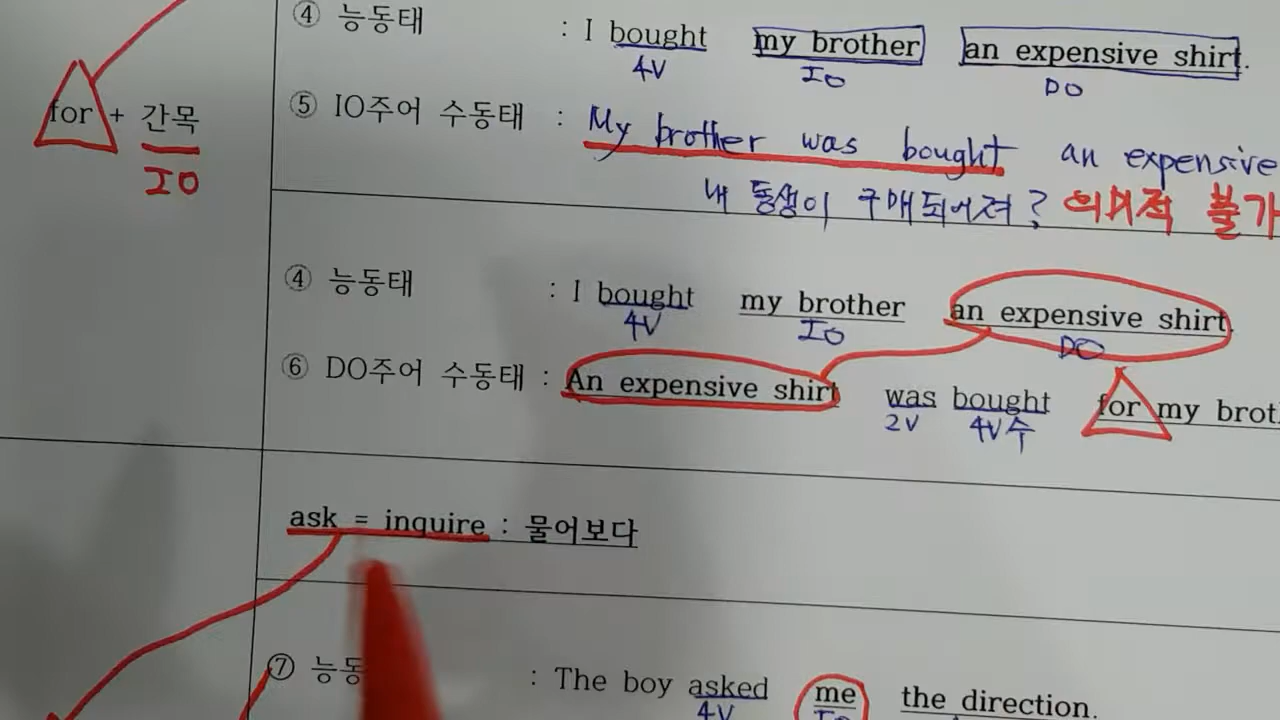 ④ 능동태 : I bought my brother an expensive shirt.
4V IO DO
for + 간목
IO
⑤ IO주어 수동태 : My brother was bought an expensive
내 동생이 구매되어져? 의미적 불가
④ 능동태 : I bought my brother an expensive shirt.
4V IO DO
⑥ DO주어 수동태 : An expensive shirt was bought for my brot
2V 4V수
ask = inquire : 물어보다
⑦ 능동 : The boy asked me the direction.
4V IO